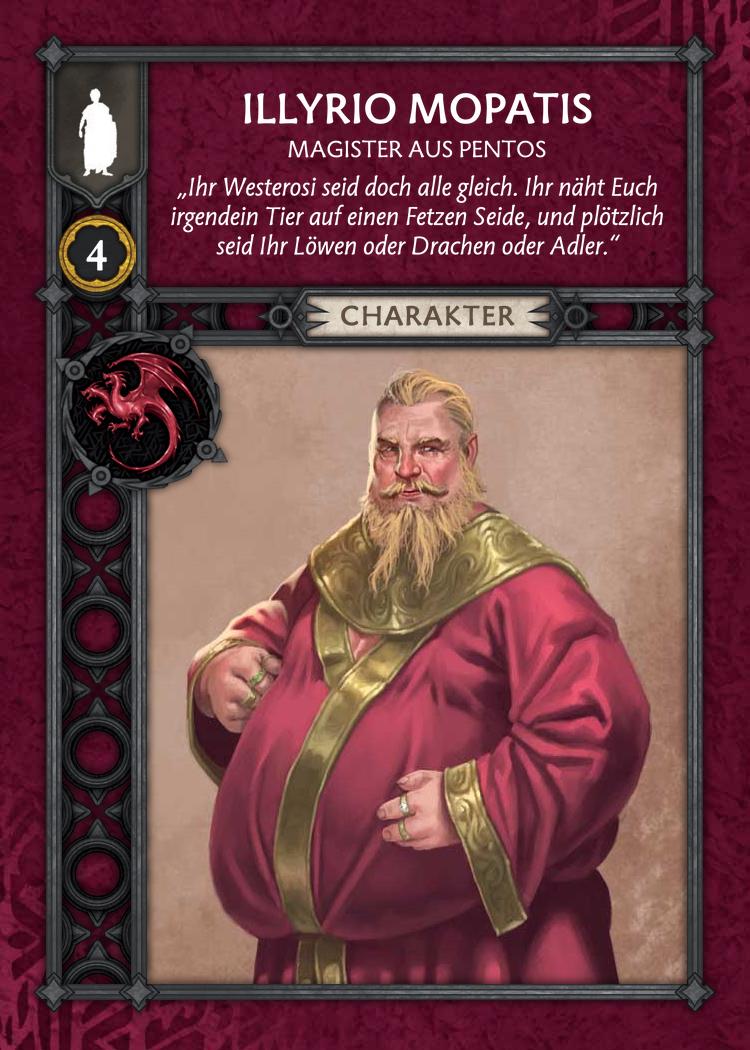 ILLYRIO MOPATIS
MAGISTER AUS PENTOS
„Ihr Westerosi seid doch alle gleich. Ihr näht Euch
irgendein Tier auf einen Fetzen Seide, und plötzlich
seid Ihr Löwen oder Drachen oder Adler.“
4
CHARAKTER